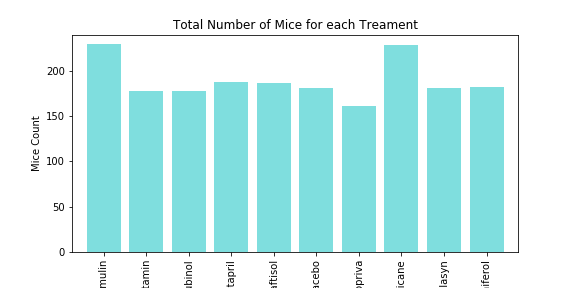 Total Number of Mice for each Treament
Mice Count
200
150
100
50
0
mulin
tamin
ubinol
tapril
aftisol
acebo
opriva
icane
lasyn
niferol